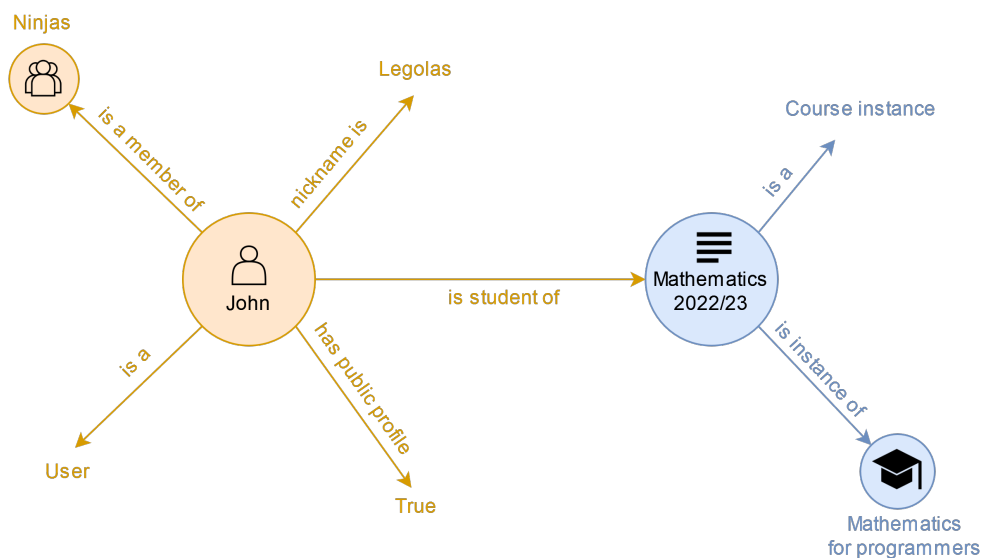 Ninjas
Legolas
Course instance
is a member of
nickname is
is a
John
is student of
Mathematics
2022/23
is a
has public profile
is instance of
User
True
Mathematics
for programmers